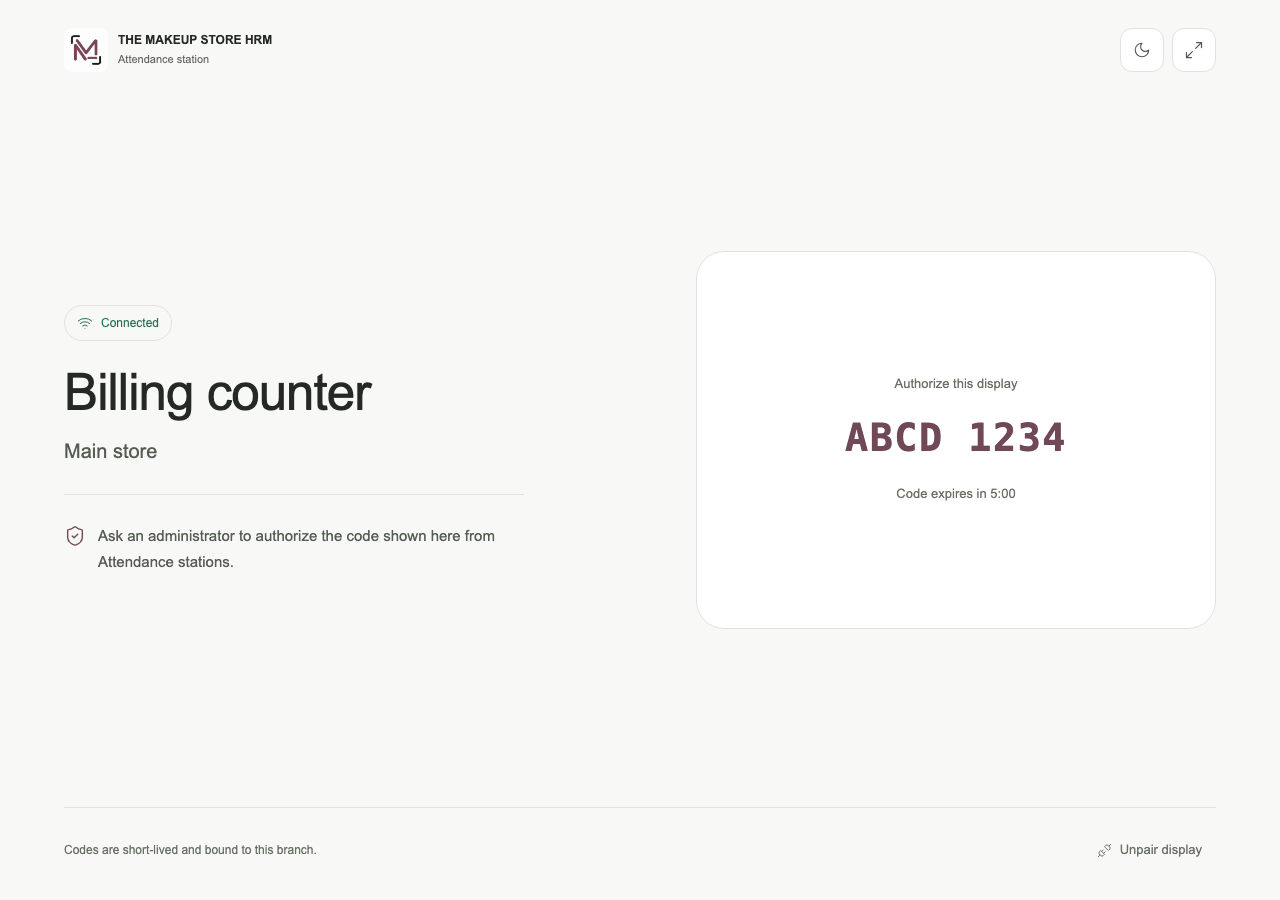 THE MAKEUP STORE HRM
Attendance station
Connected
Billing counter
Main store
Ask an administrator to authorize the code shown here from
Attendance stations.
Authorize this display
ABCD 1234
Code expires in 5:00
Codes are short-lived and bound to this branch.
Unpair display